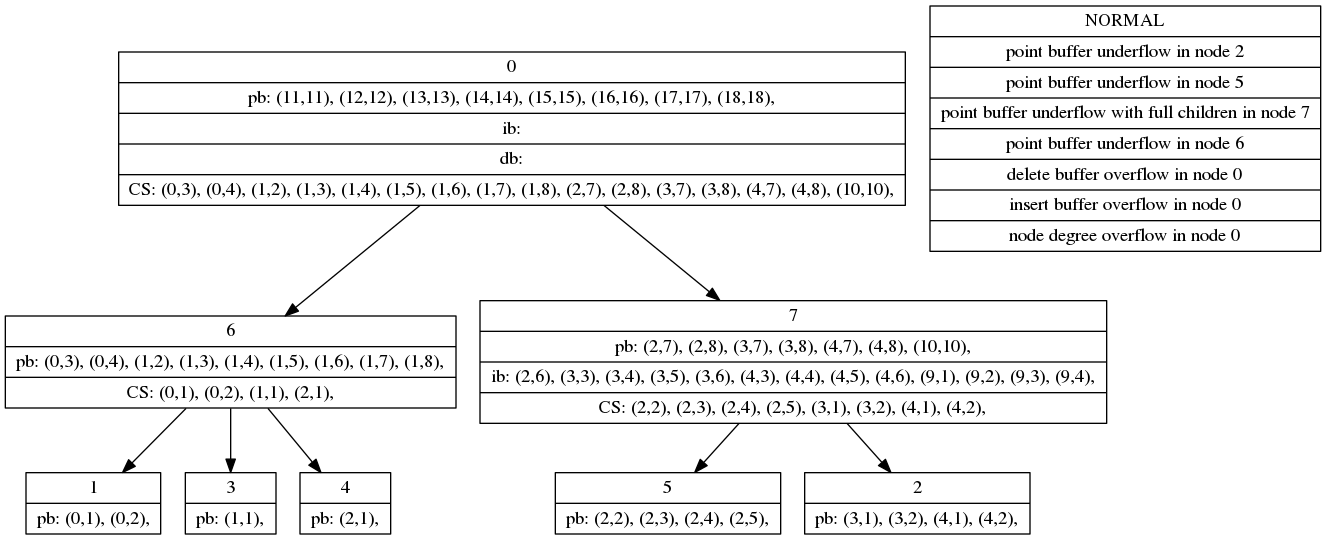 0
pb: (11,11), (12,12), (13,13), (14,14), (15,15), (16,16), (17,17), (18,18),
ib:
db:
CS: (0,3), (0,4), (1,2), (1,3), (1,4), (1,5), (1,6), (1,7), (1,8), (2,7), (2,8), (3,7), (3,8), (4,7), (4,8), (10,10),
NORMAL
point buffer underflow in node 2
point buffer underflow in node 5
point buffer underflow with full children in node 7
point buffer underflow in node 6
delete buffer overflow in node 0
insert buffer overflow in node 0
node degree overflow in node 0
6
pb: (0,3), (0,4), (1,2), (1,3), (1,4), (1,5), (1,6), (1,7), (1,8),
CS: (0,1), (0,2), (1,1), (2,1),
7
pb: (2,7), (2,8), (3,7), (3,8), (4,7), (4,8), (10,10),
ib: (2,6), (3,3), (3,4), (3,5), (3,6), (4,3), (4,4), (4,5), (4,6), (9,1), (9,2), (9,3), (9,4),
CS: (2,2), (2,3), (2,4), (2,5), (3,1), (3,2), (4,1), (4,2),
1
pb: (0,1), (0,2),
3
pb: (1,1),
4
pb: (2,1),
5
pb: (2,2), (2,3), (2,4), (2,5),
2
pb: (3,1), (3,2), (4,1), (4,2),